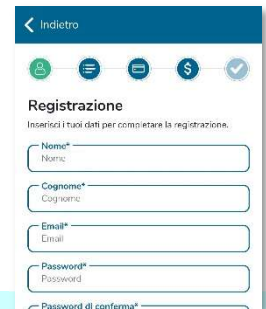 Indietro
$
Registrazione
Inserisci i tuoi dati per completare la registrazione.
Nome*
Nome
Cognome*
Cognome
Email*
Email
Password*
Password
Password di conferma*